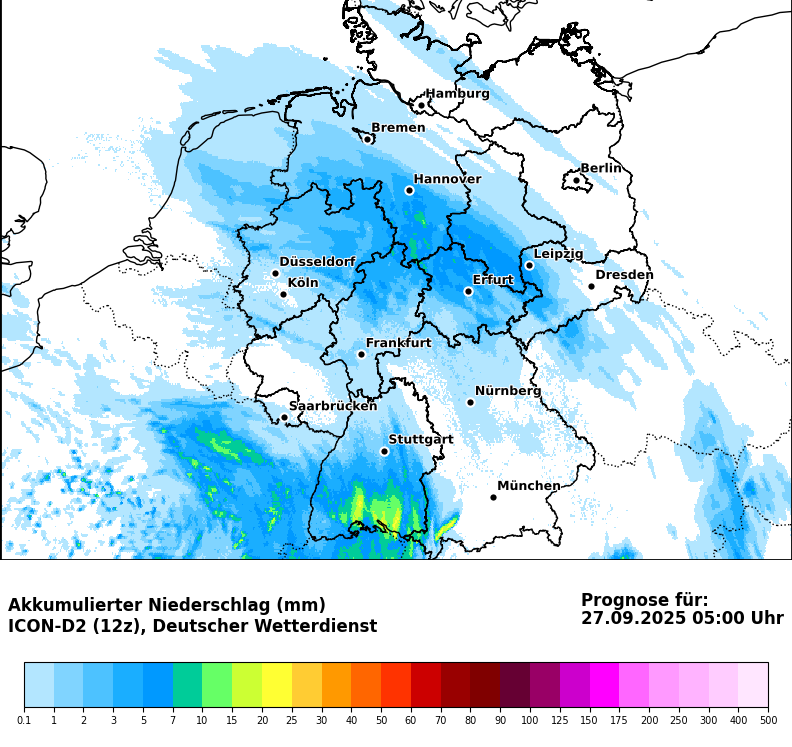 Hamburg
Bremen
Berlin
Hannover
Leipzig
Düsseldorf
Dresden
Köln
Erfurt
Frankfurt
Nürnberg
Saarbrücken
Stuttgart
München
Akkumulierter Niederschlag (mm)
ICON-D2 (12z), Deutscher Wetterdienst
Prognose für:
27.09.2025 05:00 Uhr
0.1 1 2 3 5 7 10 15 20 25 30 40 50 60 70 80 90 100 125 150 175 200 250 300 400 500